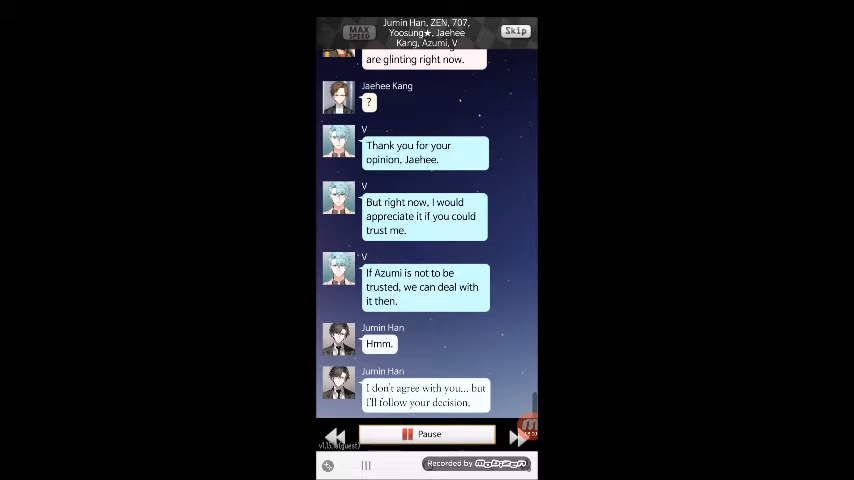 MAX
SPEED
Jumin Han, ZEN, 707,
Yoosung★, Jaehee
Kang, Azumi, V
Skip
are glinting right now.
Jaehee Kang
?
V
Thank you for your
opinion, Jaehee.
V
But right now, I would
appreciate it if you could
trust me.
V
If Azumi is not to be
trusted, we can deal with
it then.
Jumin Han
Hmm.
Jumin Han
I don't agree with you... but
I'll follow your decision.
Pause
Recorded by mobizen